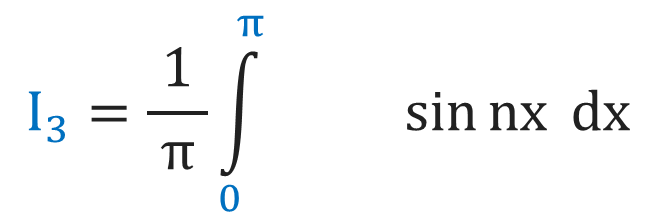 I₃ = 1/π ∫₀^π sin nx dx